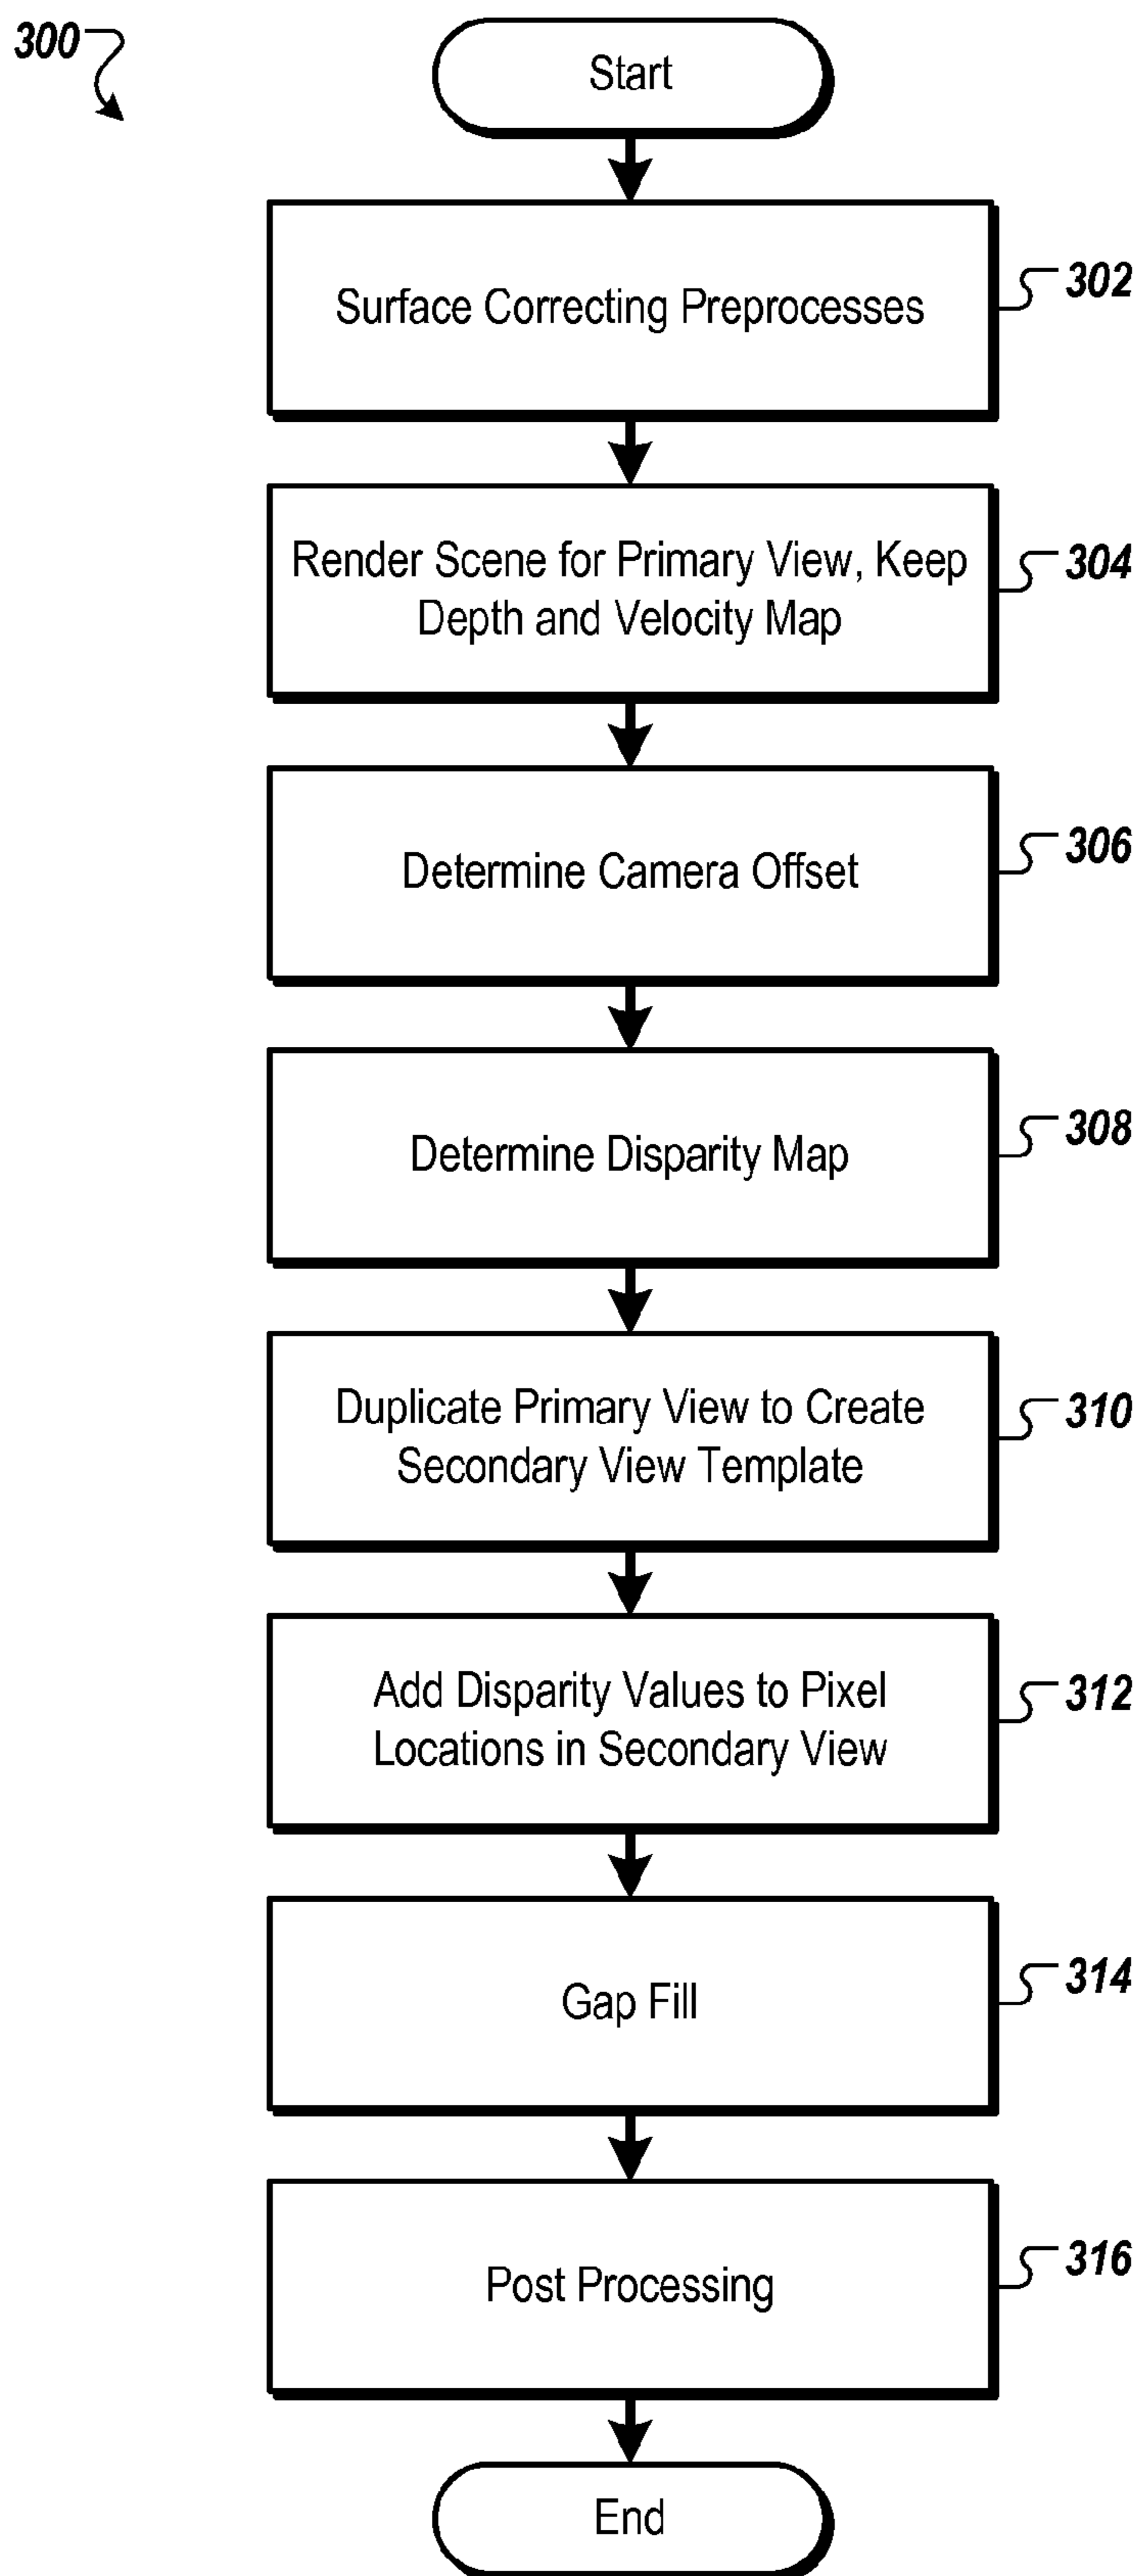 300
Start
Surface Correcting Preprocesses
302
Render Scene for Primary View, Keep
Depth and Velocity Map
304
Determine Camera Offset
306
Determine Disparity Map
308
Duplicate Primary View to Create
Secondary View Template
310
Add Disparity Values to Pixel
Locations in Secondary View
312
Gap Fill
314
Post Processing
316
End